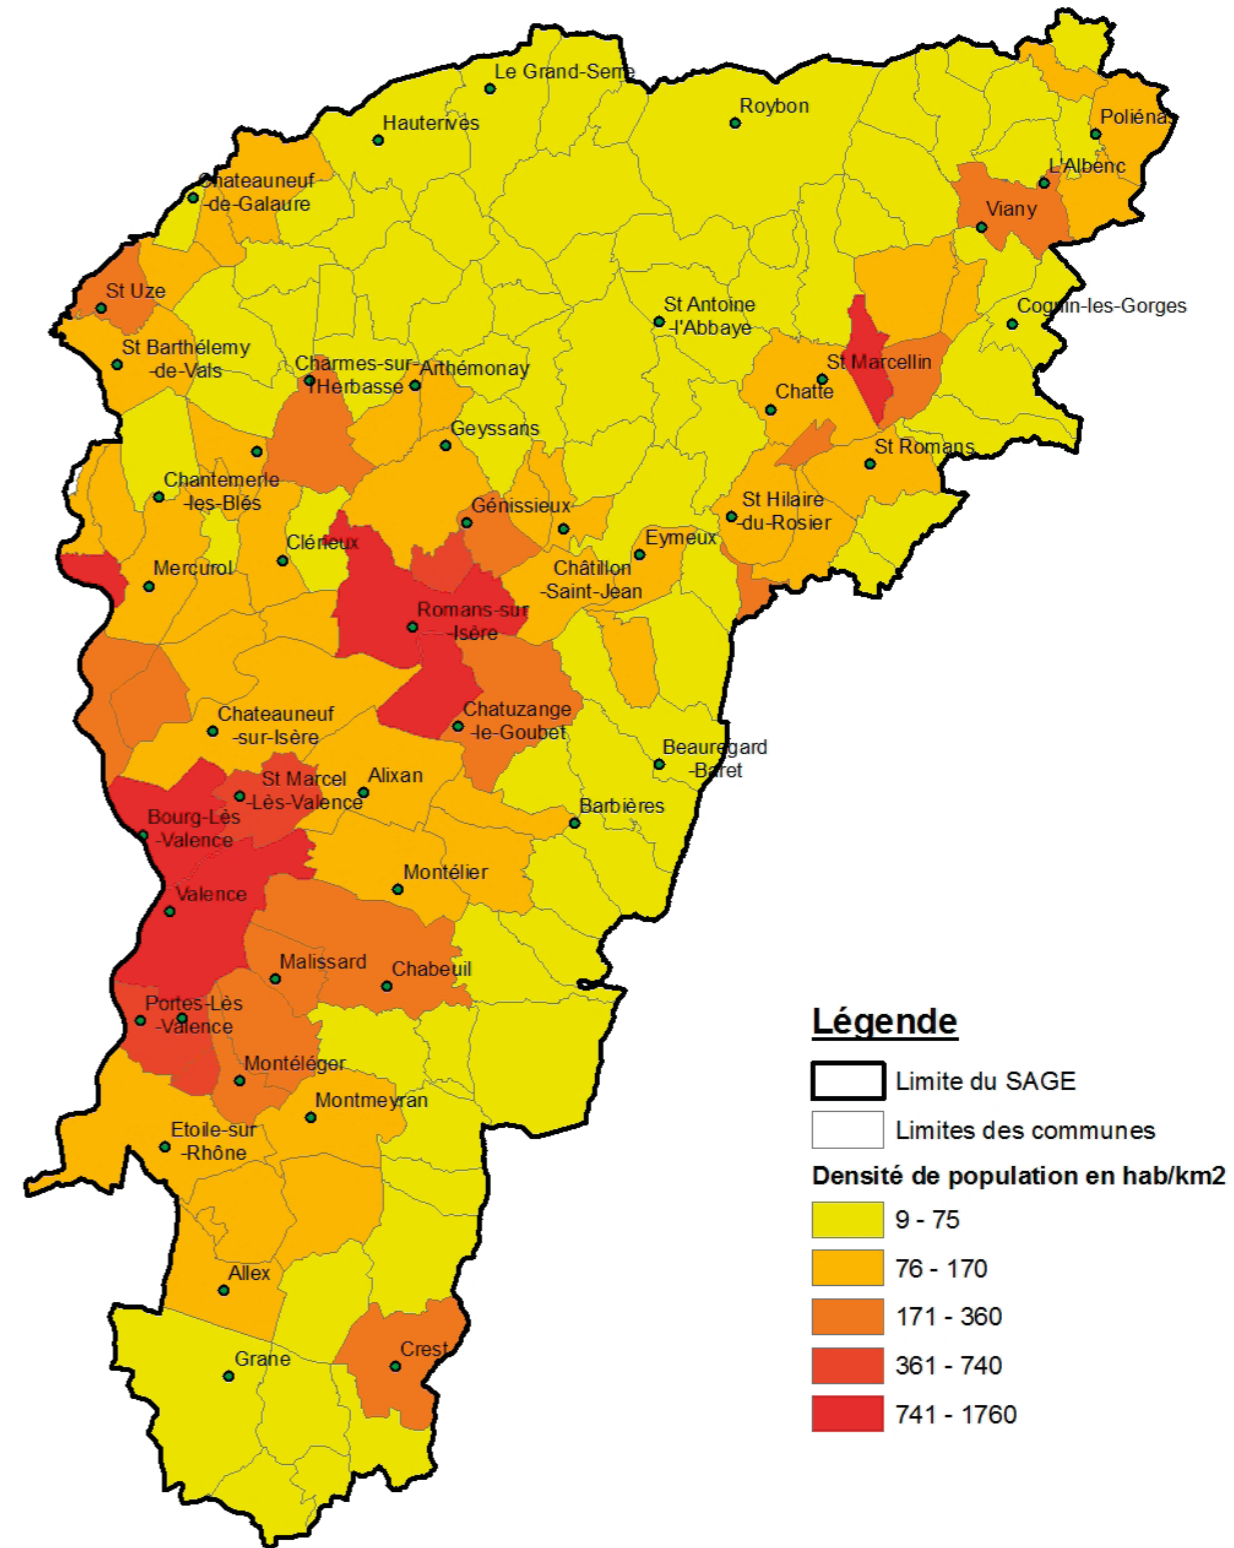 Le Grand-Serre
Roybon
Hauterives
Poliénas
L'Albenc
Chateauneuf
-de-Galaure
Viany
St Uze
Cognin-les-Gorges
St Antoine
-l'Abbaye
St Barthélemy
-de-Vals
Charmes-sur-
l'Herbasse
Arthémonay
St Marcellin
Chatte
Geyssans
St Romans
Chantemerle
-les-Blés
Génissieux
St Hilaire
-du-Rosier
Clérieux
Eymeux
Mercurol
Châtillon
-Saint-Jean
Romans-sur
-Isère
Chateauneuf
-sur-Isère
Chatuzange
-le-Goubet
Beauregard
-Baret
St Marcel
-Lès-Valence
Alixan
Barbières
Bourg-Lès
-Valence
Montélier
Valence
Malissard
Chabeuil
Portes-Lès
-Valence
Montéléger
Montmeyran
Etoile-sur
-Rhône
Allex
Crest
Grane
Légende
Limite du SAGE
Limites des communes
Densité de population en hab/km2
9 - 75
76 - 170
171 - 360
361 - 740
741 - 1760